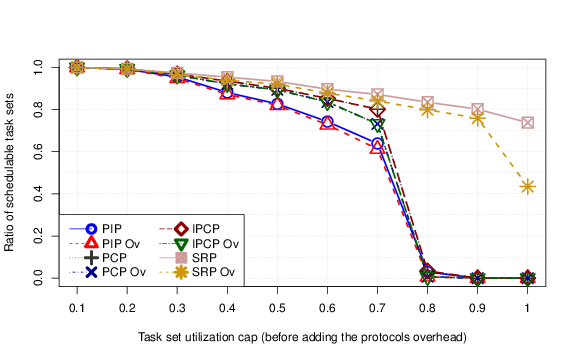 Ratio of schedulable task sets
1.0
0.8
0.6
0.4
0.2
0.0
PIP
PIP Ov
PCP
PCP Ov
IPCP
IPCP Ov
SRP
SRP Ov
0.1 0.2 0.3 0.4 0.5 0.6 0.7 0.8 0.9 1
Task set utilization cap (before adding the protocols overhead)